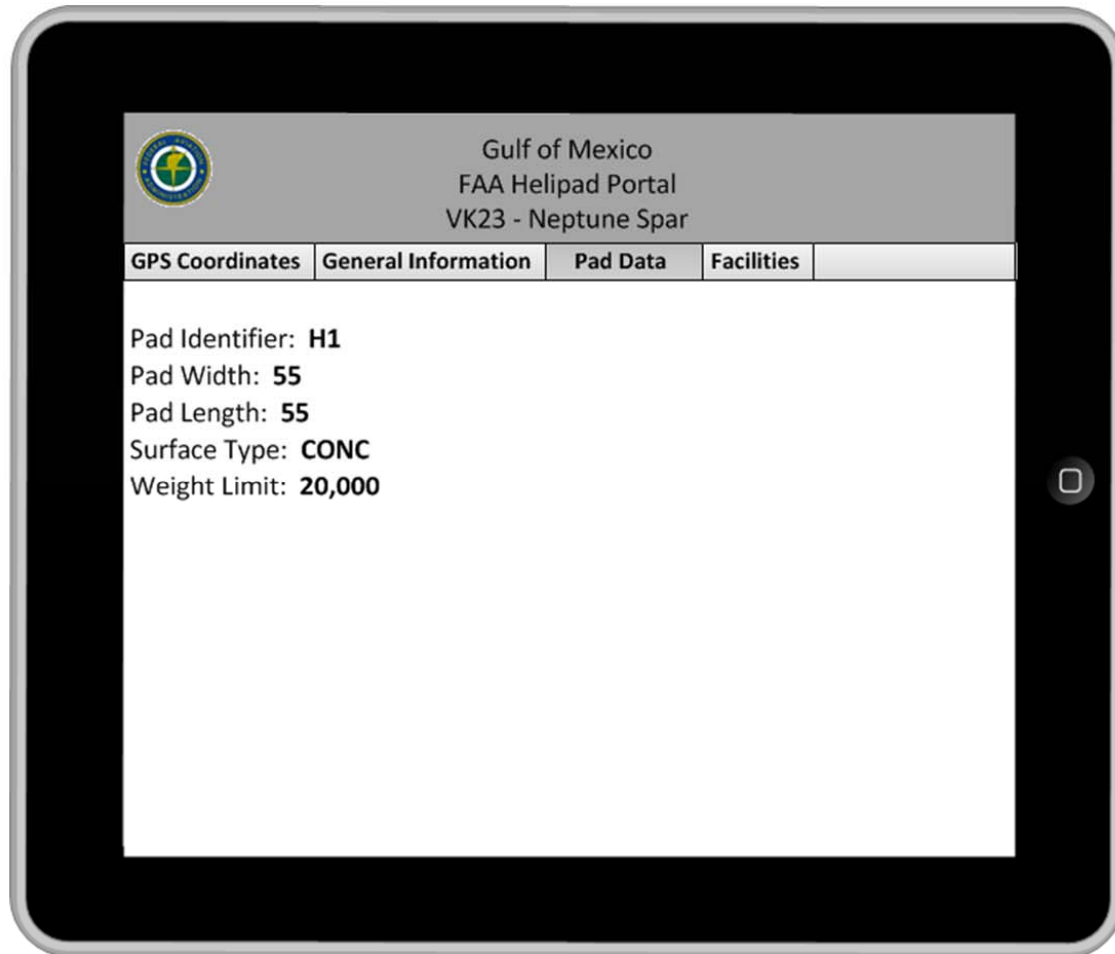 Gulf of Mexico
FAA Helipad Portal
VK23 - Neptune Spar
GPS Coordinates General Information Pad Data Facilities
Pad Identifier: H1
Pad Width: 55
Pad Length: 55
Surface Type: CONC
Weight Limit: 20,000